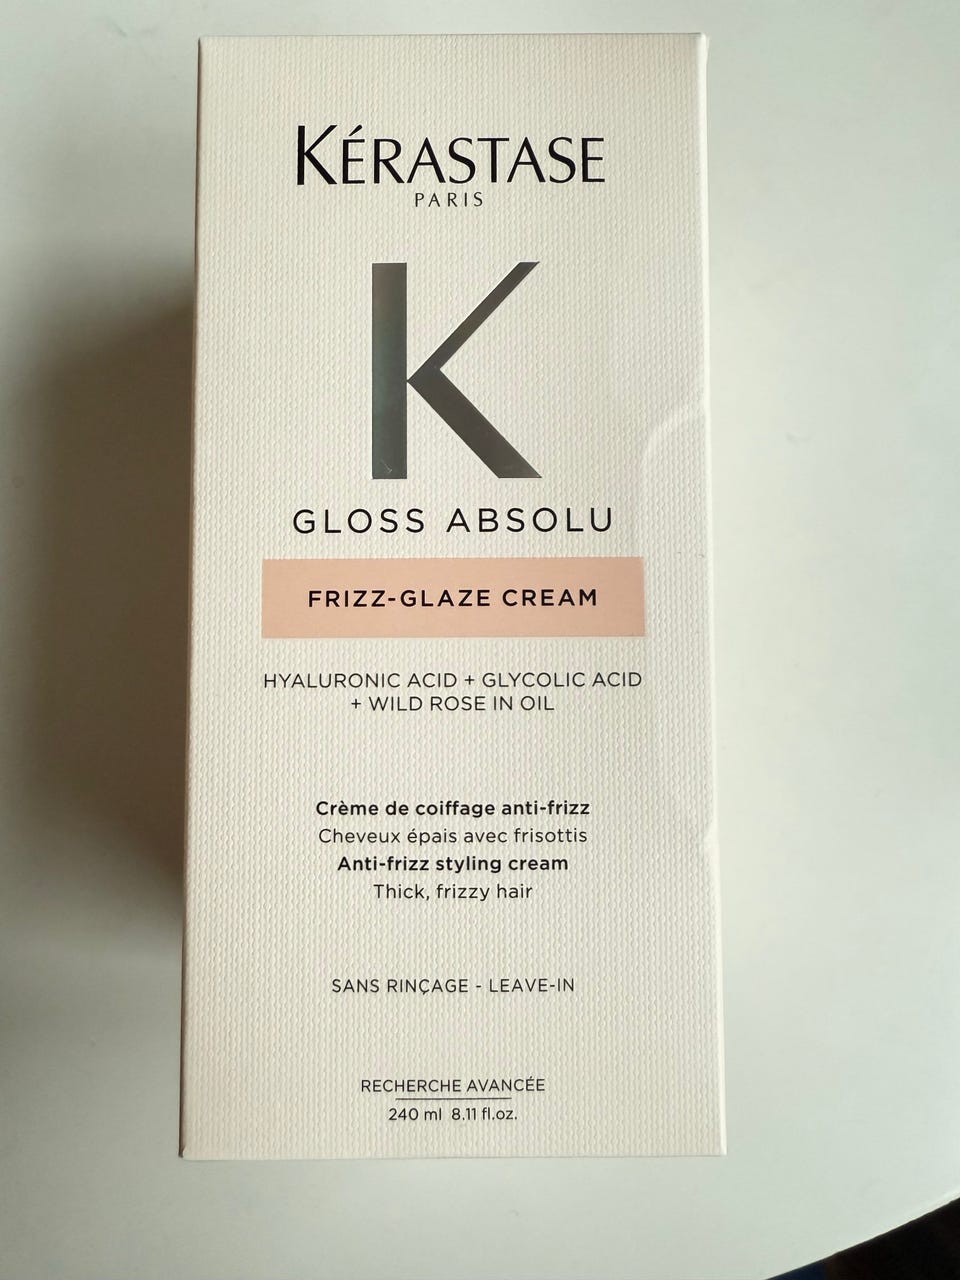 KÉRASTASE
PARIS
K
GLOSS ABSOLU
FRIZZ-GLAZE CREAM
HYALURONIC ACID + GLYCOLIC ACID
+ WILD ROSE IN OIL
Crème de coiffage anti-frizz
Cheveux épais avec frisottis
Anti-frizz styling cream
Thick, frizzy hair
SANS RINÇAGE - LEAVE-IN
RECHERCHE AVANCÉE
240 ml 8.11 fl.oz.